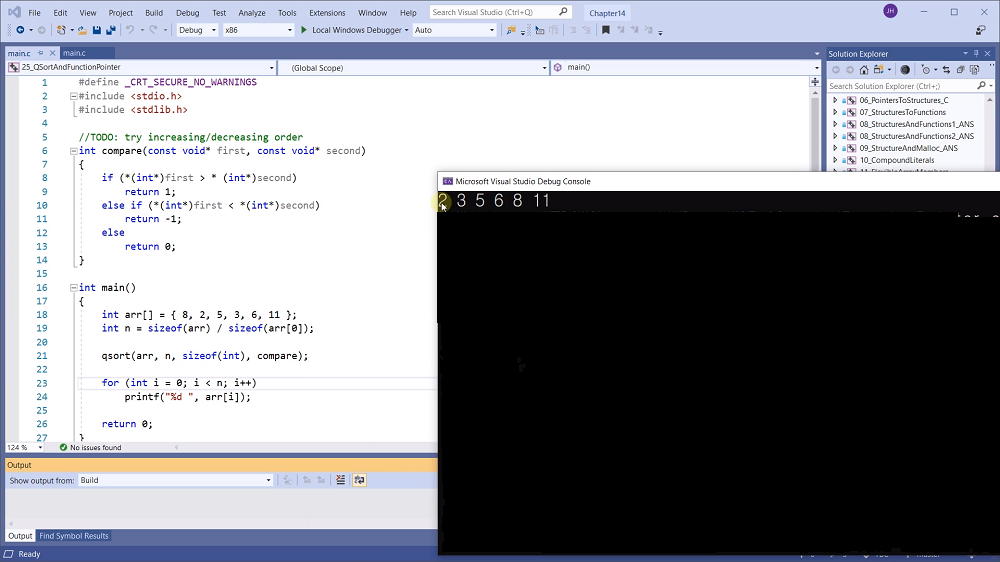 File Edit View Project Build Debug Test Analyze Tools Extensions Window Help Search Visual Studio (Ctrl+Q) Chapter14 JH
Debug x86 Local Windows Debugger Auto
main.c main.c
25_QSortAndFunctionPointer (Global Scope) main()
1 #define _CRT_SECURE_NO_WARNINGS
2 #include <stdio.h>
3 #include <stdlib.h>
4
5 //TODO: try increasing/decreasing order
6 int compare(const void* first, const void* second)
7 {
8 if (*(int*)first > * (int*)second)
9 return 1;
10 else if (*(int*)first < *(int*)second)
11 return -1;
12 else
13 return 0;
14 }
15
16 int main()
17 {
18 int arr[] = { 8, 2, 5, 3, 6, 11 };
19 int n = sizeof(arr) / sizeof(arr[0]);
20
21 qsort(arr, n, sizeof(int), compare);
22
23 for (int i = 0; i < n; i++)
24 printf("%d ", arr[i]);
25
26 return 0;
27 }
124 % No issues found
Output
Show output from: Build
Output Find Symbol Results
Ready
Solution Explorer
Search Solution Explorer (Ctrl+;)
06_PointersToStructures_C
07_StructuresToFunctions
08_StructuresAndFunctions1_ANS
08_StructuresAndFunctions2_ANS
09_StructureAndMalloc_ANS
10_CompoundLiterals
Microsoft Visual Studio Debug Console
2 3 5 6 8 11